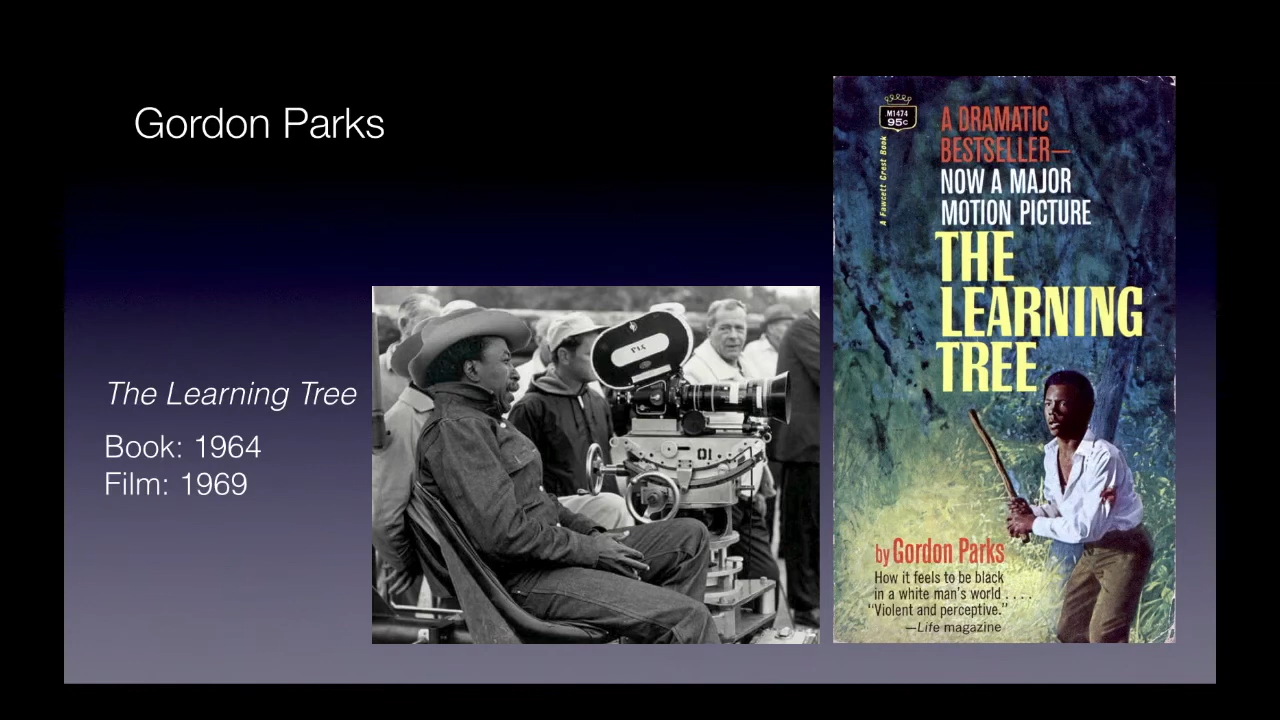 Gordon Parks
The Learning Tree
Book: 1964
Film: 1969
M1474
95c
A Fawcett Crest Book
A DRAMATIC
BESTSELLER—
NOW A MAJOR
MOTION PICTURE
THE
LEARNING
TREE
by Gordon Parks
How it feels to be black
in a white man's world ....
"Violent and perceptive."
—Life magazine
01